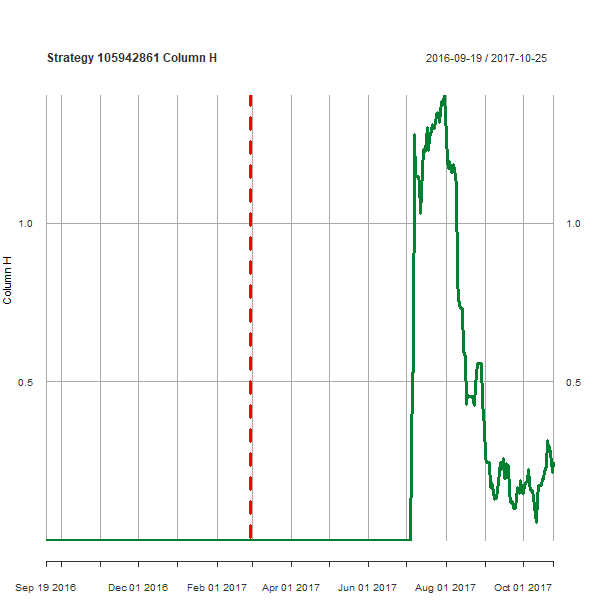 Strategy 105942861 Column H 2016-09-19 / 2017-10-25
1.0 1.0
Column H
0.5 0.5
Sep 19 2016 Dec 01 2016 Feb 01 2017 Apr 01 2017 Jun 01 2017 Aug 01 2017 Oct 01 2017